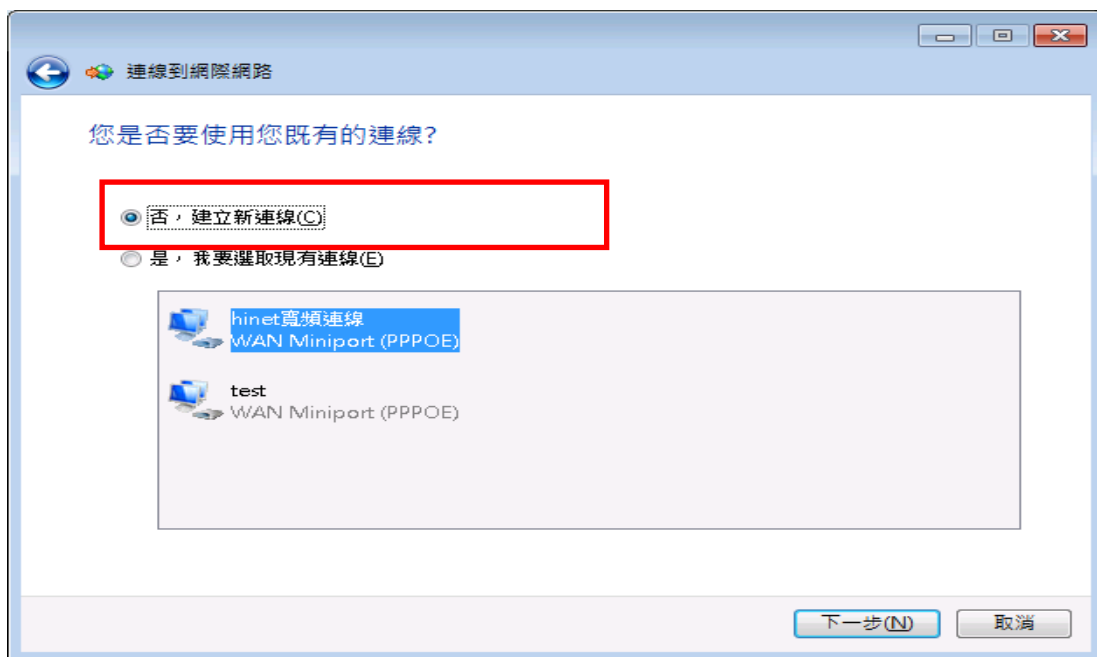 連線到網際網路
您是否要使用您既有的連線?
否，建立新連線(C)
是，我要選取現有連線(E)
hinet寬頻連線
WAN Miniport (PPPOE)
test
WAN Miniport (PPPOE)
下一步(N)
取消